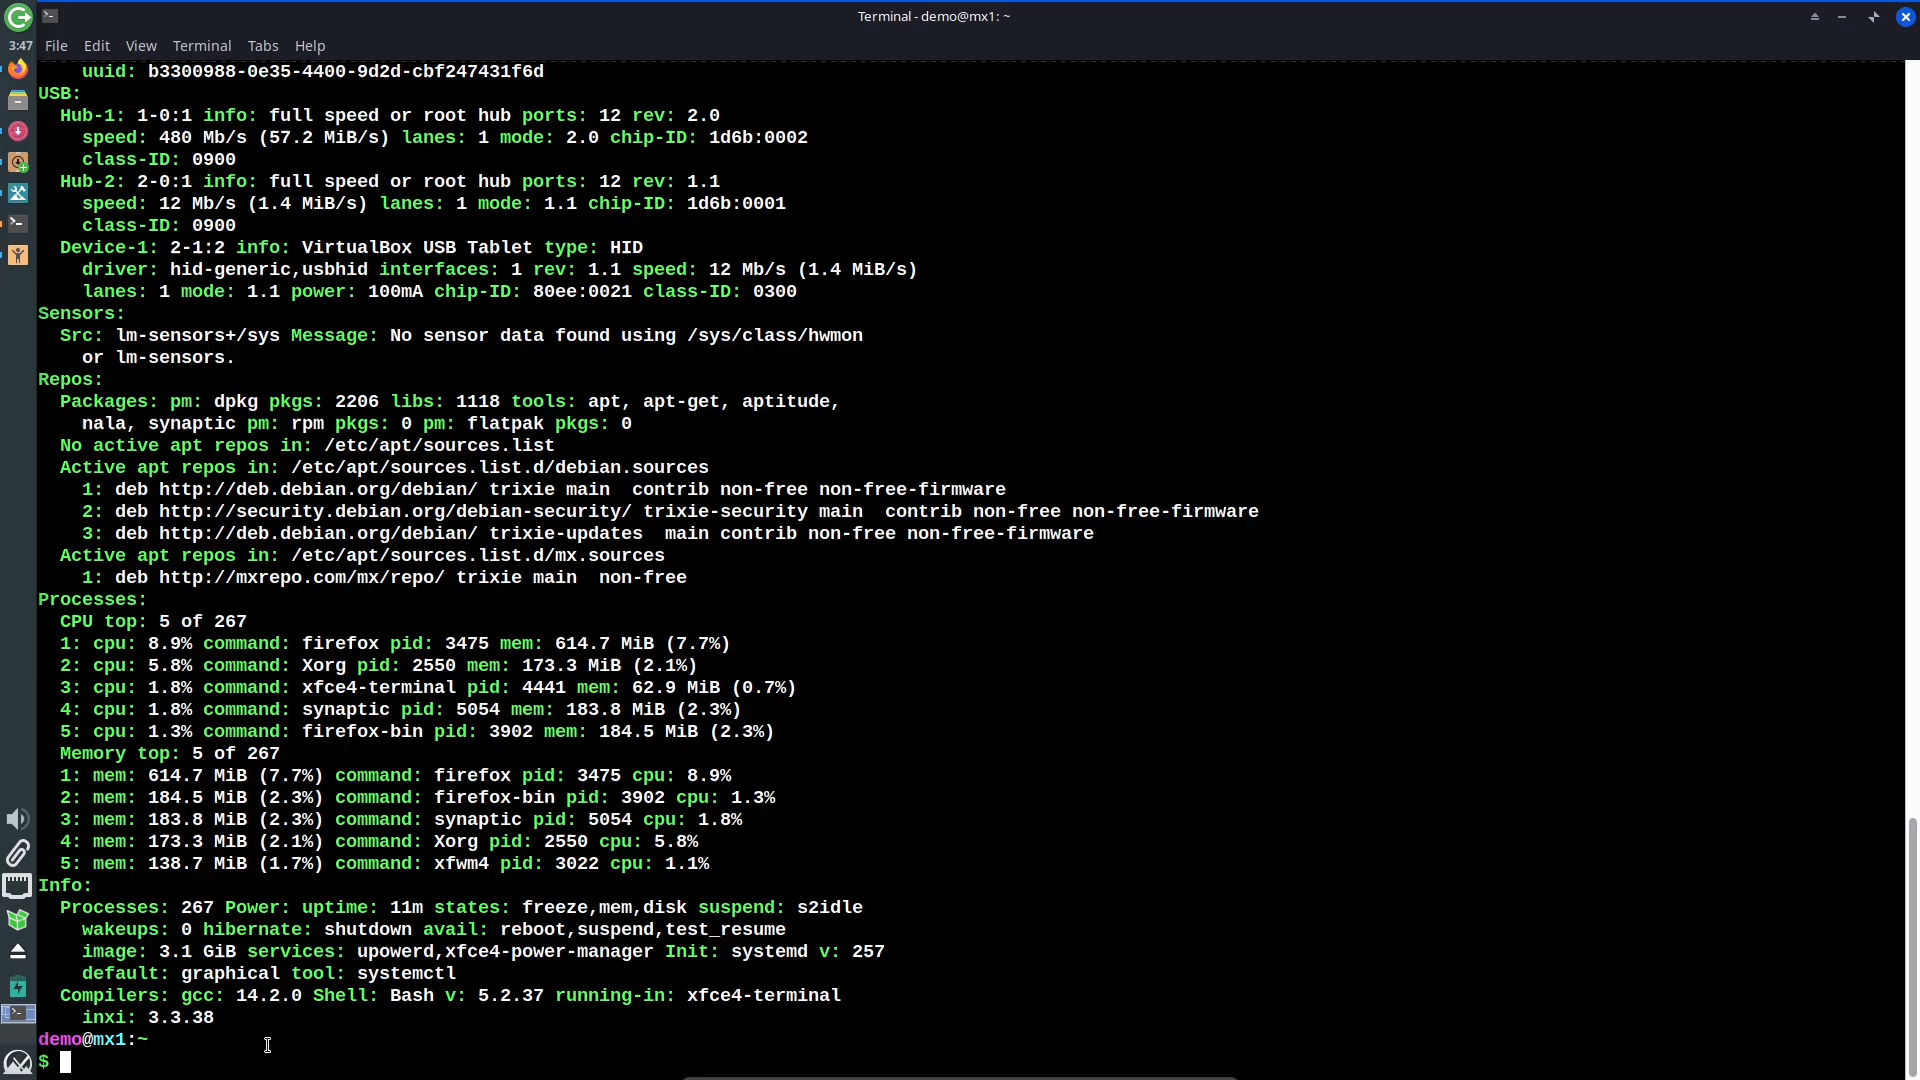 Terminal - demo@mx1: ~
3:47
File Edit View Terminal Tabs Help
uuid: b3300988-0e35-4400-9d2d-cbf247431f6d
USB:
Hub-1: 1-0:1 info: full speed or root hub ports: 12 rev: 2.0
speed: 480 Mb/s (57.2 MiB/s) lanes: 1 mode: 2.0 chip-ID: 1d6b:0002
class-ID: 0900
Hub-2: 2-0:1 info: full speed or root hub ports: 12 rev: 1.1
speed: 12 Mb/s (1.4 MiB/s) lanes: 1 mode: 1.1 chip-ID: 1d6b:0001
class-ID: 0900
Device-1: 2-1:2 info: VirtualBox USB Tablet type: HID
driver: hid-generic,usbhid interfaces: 1 rev: 1.1 speed: 12 Mb/s (1.4 MiB/s)
lanes: 1 mode: 1.1 power: 100mA chip-ID: 80ee:0021 class-ID: 0300
Sensors:
Src: lm-sensors+/sys Message: No sensor data found using /sys/class/hwmon
or lm-sensors.
Repos:
Packages: pm: dpkg pkgs: 2206 libs: 1118 tools: apt, apt-get, aptitude,
nala, synaptic pm: rpm pkgs: 0 pm: flatpak pkgs: 0
No active apt repos in: /etc/apt/sources.list
Active apt repos in: /etc/apt/sources.list.d/debian.sources
1: deb http://deb.debian.org/debian/ trixie main  contrib non-free non-free-firmware
2: deb http://security.debian.org/debian-security/ trixie-security main  contrib non-free non-free-firmware
3: deb http://deb.debian.org/debian/ trixie-updates  main contrib non-free non-free-firmware
Active apt repos in: /etc/apt/sources.list.d/mx.sources
1: deb http://mxrepo.com/mx/repo/ trixie main  non-free
Processes:
CPU top: 5 of 267
1: cpu: 8.9% command: firefox pid: 3475 mem: 614.7 MiB (7.7%)
2: cpu: 5.8% command: Xorg pid: 2550 mem: 173.3 MiB (2.1%)
3: cpu: 1.8% command: xfce4-terminal pid: 4441 mem: 62.9 MiB (0.7%)
4: cpu: 1.8% command: synaptic pid: 5054 mem: 183.8 MiB (2.3%)
5: cpu: 1.3% command: firefox-bin pid: 3902 mem: 184.5 MiB (2.3%)
Memory top: 5 of 267
1: mem: 614.7 MiB (7.7%) command: firefox pid: 3475 cpu: 8.9%
2: mem: 184.5 MiB (2.3%) command: firefox-bin pid: 3902 cpu: 1.3%
3: mem: 183.8 MiB (2.3%) command: synaptic pid: 5054 cpu: 1.8%
4: mem: 173.3 MiB (2.1%) command: Xorg pid: 2550 cpu: 5.8%
5: mem: 138.7 MiB (1.7%) command: xfwm4 pid: 3022 cpu: 1.1%
Info:
Processes: 267 Power: uptime: 11m states: freeze,mem,disk suspend: s2idle
wakeups: 0 hibernate: shutdown avail: reboot,suspend,test_resume
image: 3.1 GiB services: upowerd,xfce4-power-manager Init: systemd v: 257
default: graphical tool: systemctl
Compilers: gcc: 14.2.0 Shell: Bash v: 5.2.37 running-in: xfce4-terminal
inxi: 3.3.38
demo@mx1:~
$